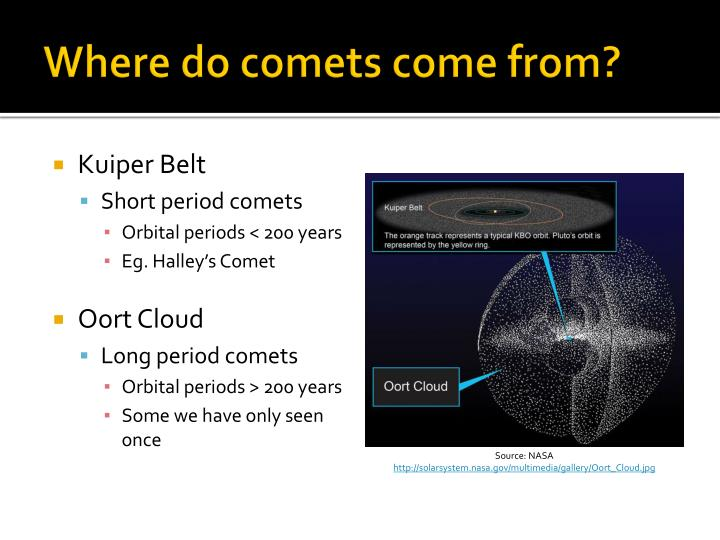 Where do comets come from?
Kuiper Belt
Short period comets
Orbital periods < 200 years
Eg. Halley's Comet
Oort Cloud
Long period comets
Orbital periods > 200 years
Some we have only seen
once
Kuiper Belt
The orange track represents a typical KBO orbit. Pluto's orbit is
represented by the yellow ring.
Oort Cloud
Source: NASA
http://solarsystem.nasa.gov/multimedia/gallery/Oort_Cloud.jpg